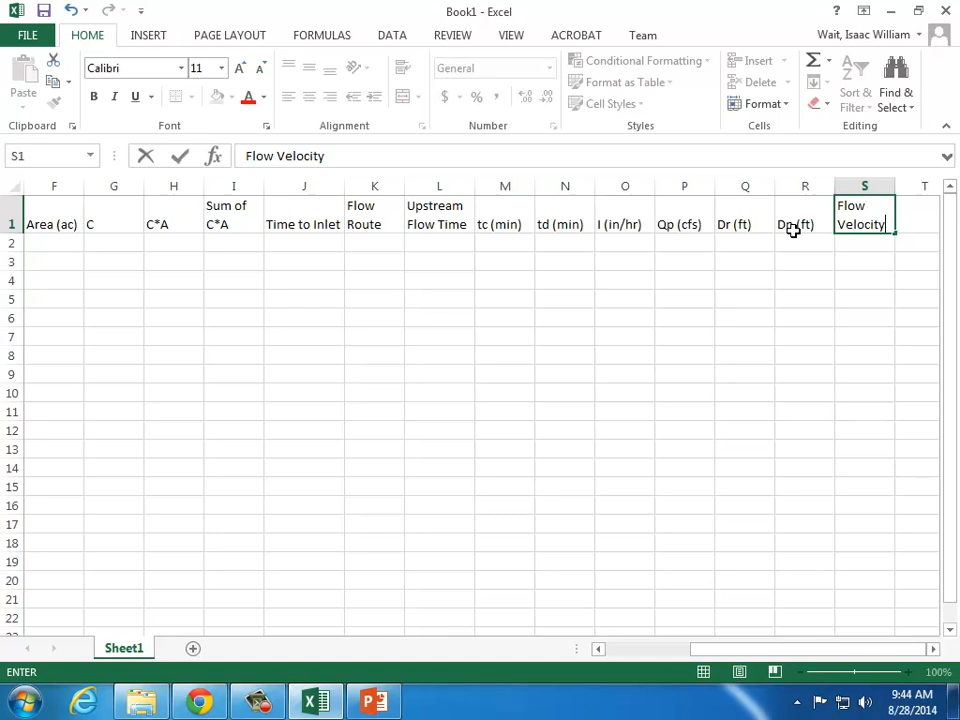 Book1 - Excel
FILE HOME INSERT PAGE LAYOUT FORMULAS DATA REVIEW VIEW ACROBAT Team Wait, Isaac William
Paste
Calibri 11
B I U A
General
$ % ,
Conditional Formatting
Format as Table
Cell Styles
Insert
Delete
Format
Sort & Filter
Find & Select
Clipboard Font Alignment Number Styles Cells Editing
S1 fx Flow Velocity
F G H I J K L M N O P Q R S T
1 Area (ac) C C*A Sum of C*A Time to Inlet Flow Route Upstream Flow Time tc (min) td (min) I (in/hr) Qp (cfs) Dr (ft) Dp (ft) Flow Velocity
2
3
4
5
6
7
8
9
10
11
12
13
14
15
16
17
18
19
20
21
22
Sheet1
ENTER 100%
9:44 AM
8/28/2014